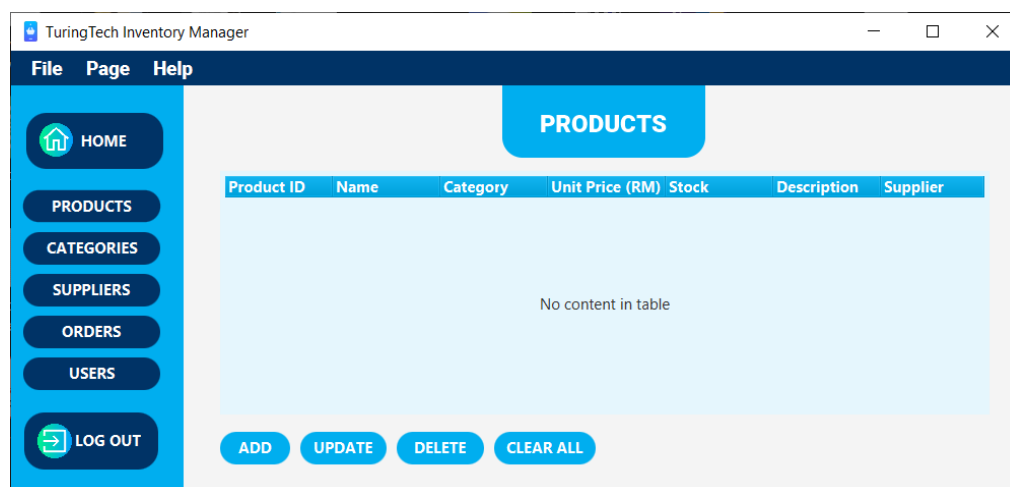 TuringTech Inventory Manager
File Page Help
PRODUCTS
HOME
PRODUCTS
CATEGORIES
SUPPLIERS
ORDERS
USERS
LOG OUT
Product ID Name Category Unit Price (RM) Stock Description Supplier
No content in table
ADD UPDATE DELETE CLEAR ALL